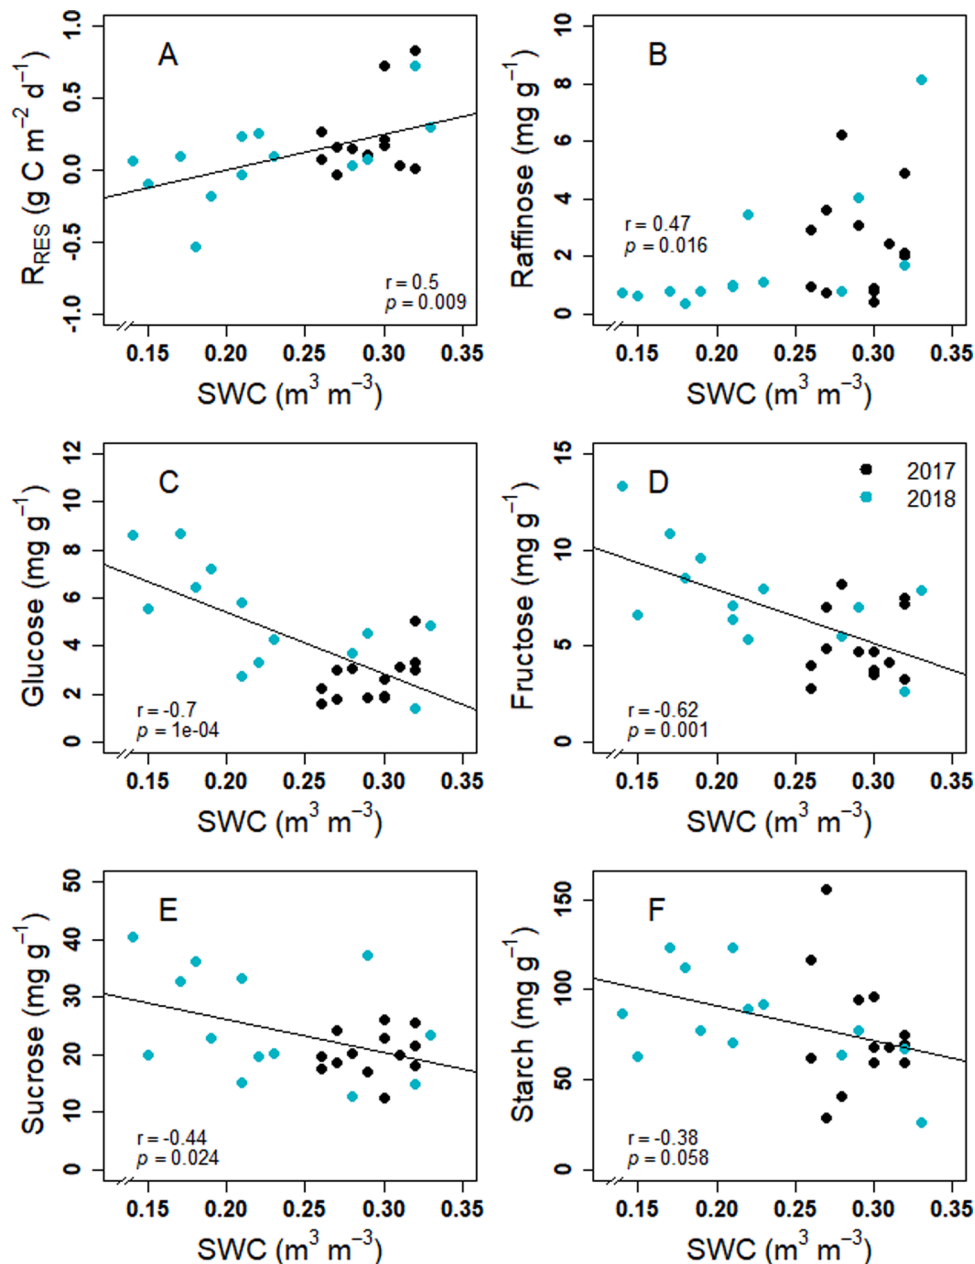 A
R_RES (g C m⁻² d⁻¹)
1.0
0.5
0.0
-0.5
-1.0
r = 0.5
p = 0.009
0.15 0.20 0.25 0.30 0.35
SWC (m³ m⁻³)
B
Raffinose (mg g⁻¹)
10
8
6
4
2
0
r = 0.47
p = 0.016
0.15 0.20 0.25 0.30 0.35
SWC (m³ m⁻³)
C
Glucose (mg g⁻¹)
12
10
8
6
4
2
0
r = -0.7
p = 1e-04
0.15 0.20 0.25 0.30 0.35
SWC (m³ m⁻³)
D
2017
2018
Fructose (mg g⁻¹)
15
10
5
0
r = -0.62
p = 0.001
0.15 0.20 0.25 0.30 0.35
SWC (m³ m⁻³)
E
Sucrose (mg g⁻¹)
50
40
30
20
10
0
r = -0.44
p = 0.024
0.15 0.20 0.25 0.30 0.35
SWC (m³ m⁻³)
F
Starch (mg g⁻¹)
150
100
50
0
r = -0.38
p = 0.058
0.15 0.20 0.25 0.30 0.35
SWC (m³ m⁻³)